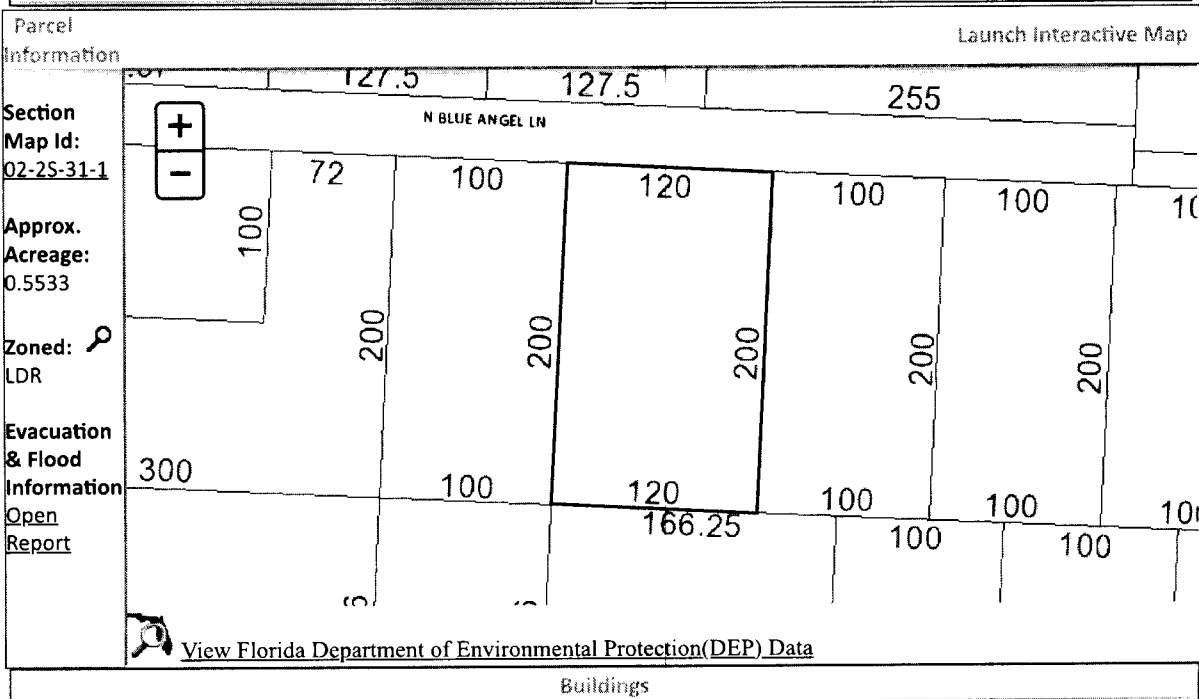 Parcel
Information
Launch Interactive Map
Section
Map Id:
02-2S-31-1
Approx.
Acreage:
0.5533
Zoned:
LDR
Evacuation
& Flood
Information
Open
Report
+
−
127.5
127.5
255
N BLUE ANGEL LN
72
100
120
100
100
100
200
200
200
200
200
300
100
120
100
100
166.25
100
100
View Florida Department of Environmental Protection(DEP) Data
Buildings